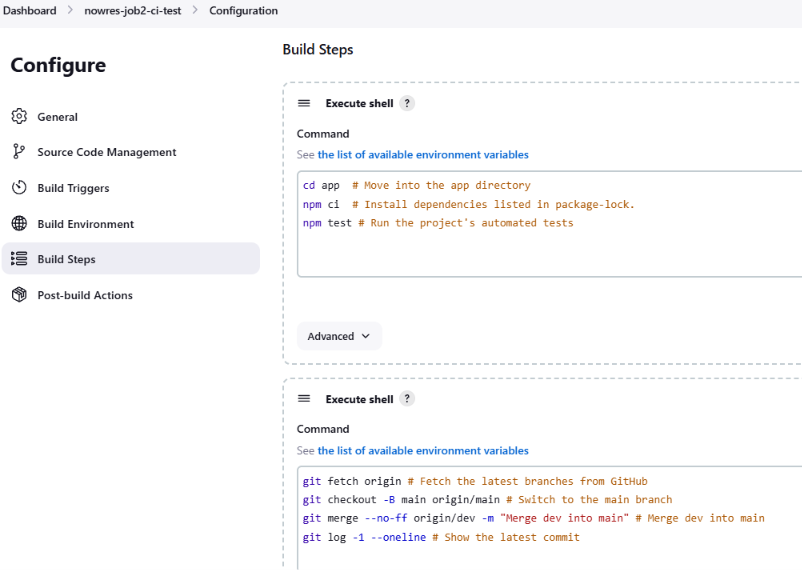 Dashboard > nowres-job2-ci-test > Configuration
Configure
General
Source Code Management
Build Triggers
Build Environment
Build Steps
Post-build Actions
Build Steps
Execute shell ?
Command
See the list of available environment variables
cd app  # Move into the app directory
npm ci  # Install dependencies listed in package-lock.
npm test # Run the project's automated tests
Advanced
Execute shell ?
Command
See the list of available environment variables
git fetch origin # Fetch the latest branches from GitHub
git checkout -B main origin/main # Switch to the main branch
git merge --no-ff origin/dev -m "Merge dev into main" # Merge dev into main
git log -1 --oneline # Show the latest commit